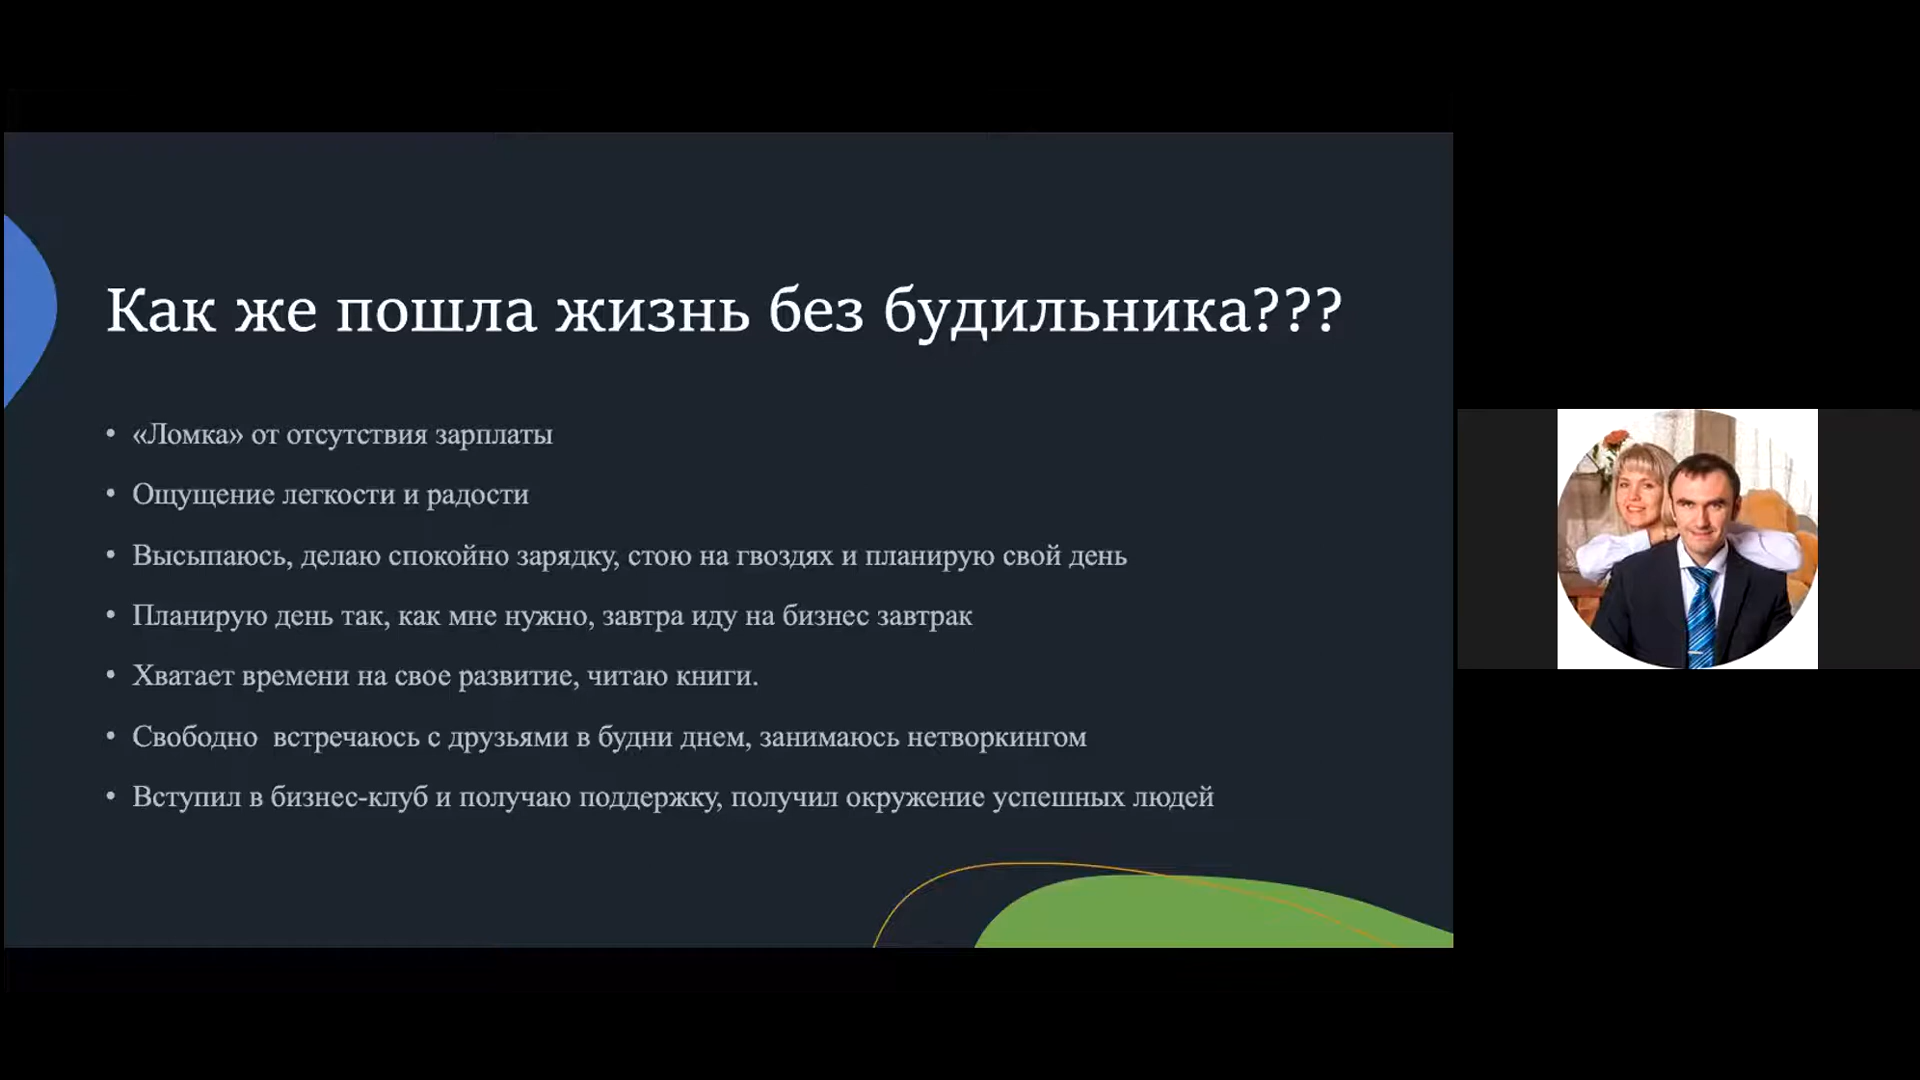 Как же пошла жизнь без будильника???
• «Ломка» от отсутствия зарплаты
• Ощущение легкости и радости
• Высыпаюсь, делаю спокойно зарядку, стою на гвоздях и планирую свой день
• Планирую день так, как мне нужно, завтра иду на бизнес завтрак
• Хватает времени на свое развитие, читаю книги.
• Свободно  встречаюсь с друзьями в будни днем, занимаюсь нетворкингом
• Вступил в бизнес-клуб и получаю поддержку, получил окружение успешных людей